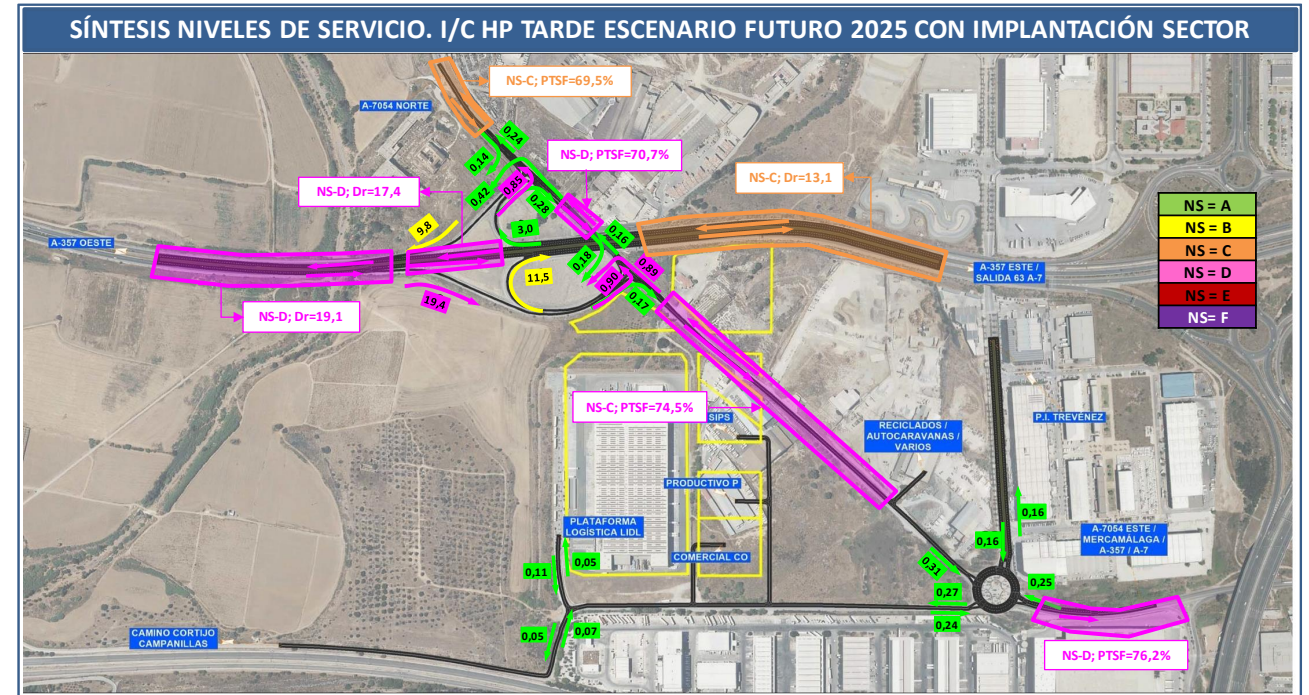 SÍNTESIS NIVELES DE SERVICIO. I/C HP TARDE ESCENARIO FUTURO 2025 CON IMPLANTACIÓN SECTOR
NS-C; PTSF=69,5%
A-7054 NORTE
0,24
0,14
NS-D; PTSF=70,7%
NS-D; Dr=17,4
0,42
0,85
0,28
NS-C; Dr=13,1
NS = A
NS = B
NS = C
NS = D
NS = E
NS= F
9,8
3,0
0,16
A-357 OESTE
0,18
0,89
A-357 ESTE /
SALIDA 63 A-7
11,5
0,90
0,17
19,4
NS-D; Dr=19,1
NS-C; PTSF=74,5%
SIPS
RECICLADOS /
AUTOCARAVANAS /
VARIOS
P.I. TREVÉNEZ
PRODUCTIVO P
PLATAFORMA
LOGÍSTICA LIDL
0,16
0,16
A-7054 ESTE /
MERCAMÁLAGA /
A-357 / A-7
COMERCIAL CO
0,05
0,11
0,31
0,27
0,25
0,24
CAMINO CORTIJO
CAMPANILLAS
0,05
0,07
NS-D; PTSF=76,2%